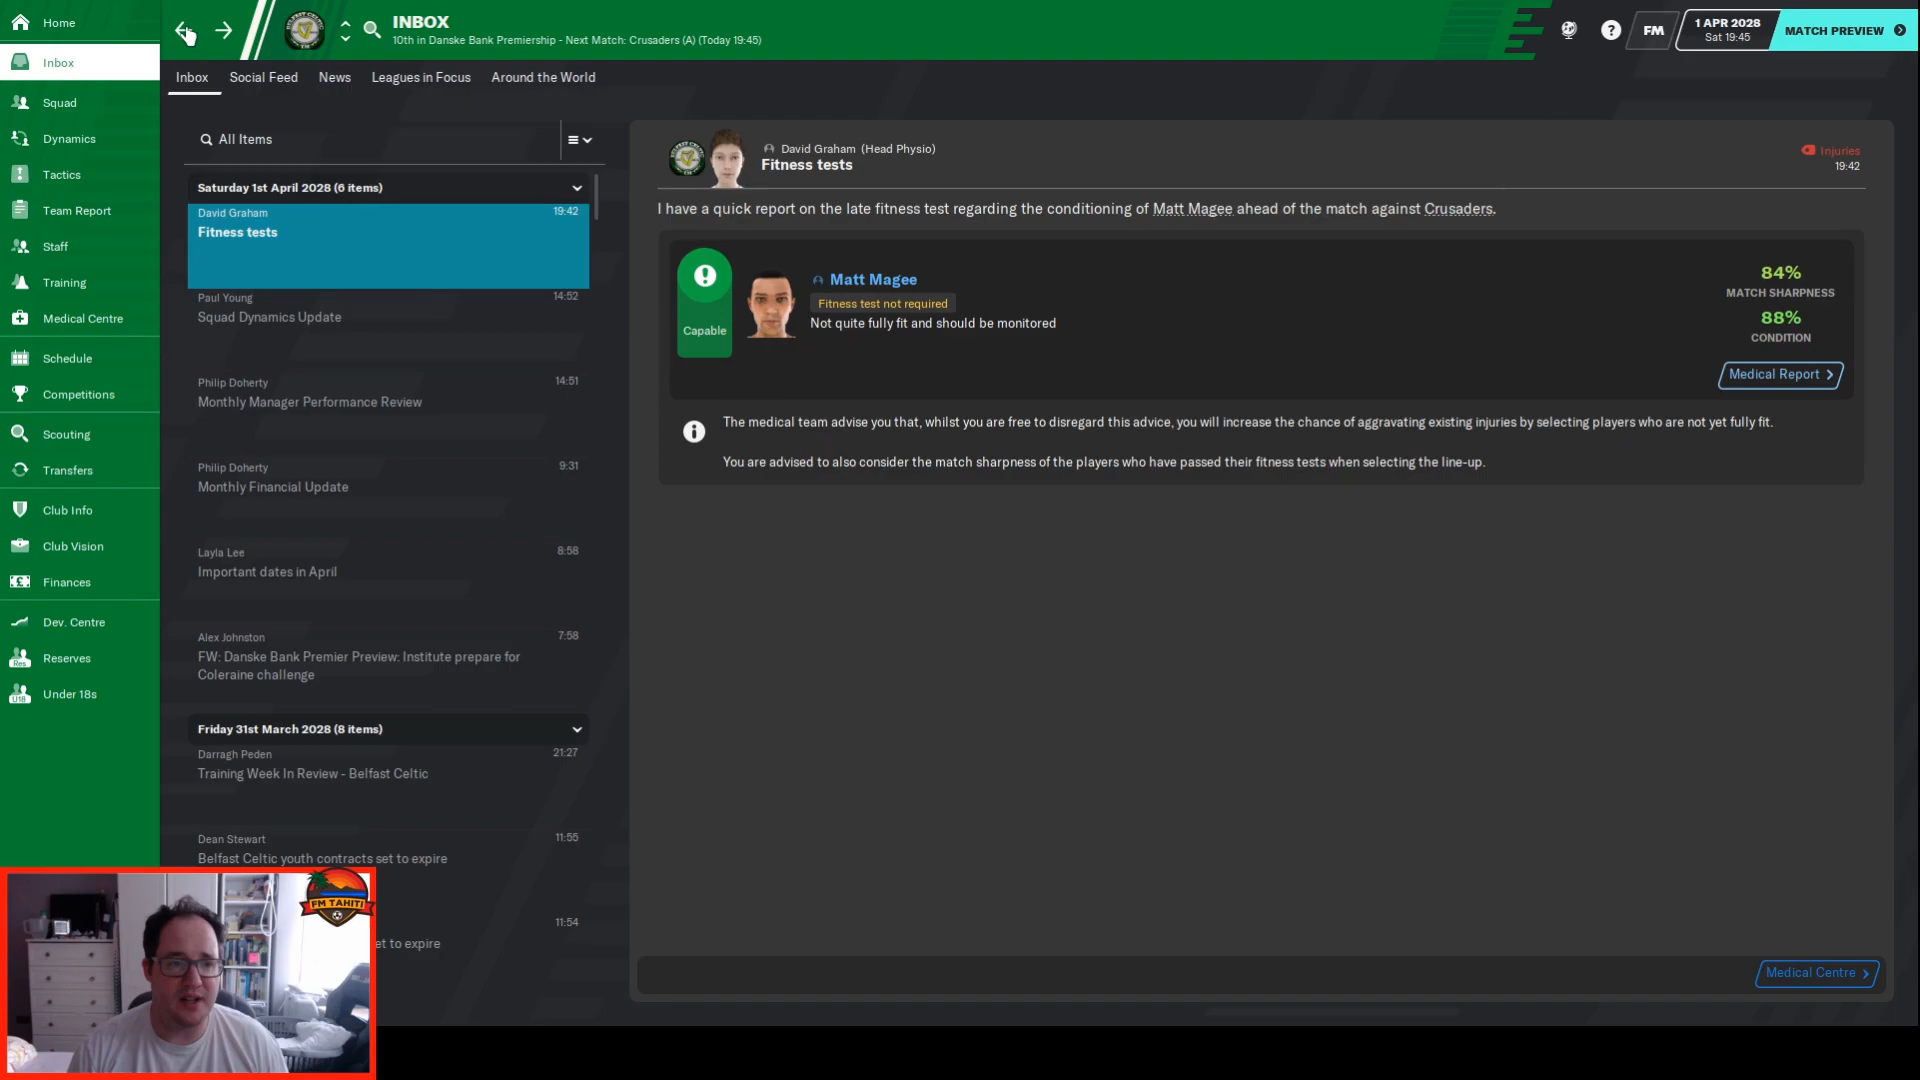 Home
INBOX
10th in Danske Bank Premiership - Next Match: Crusaders (A) (Today 19:45)
FM
1 APR 2028
Sat 19:45
MATCH PREVIEW
Inbox
Squad
Dynamics
Tactics
Team Report
Staff
Training
Medical Centre
Schedule
Competitions
Scouting
Transfers
Club Info
Club Vision
Finances
Dev. Centre
Res
Reserves
U18
Under 18s
Inbox Social Feed News Leagues in Focus Around the World
All Items
Saturday 1st April 2028 (6 items)
David Graham 19:42
Fitness tests
Paul Young 14:52
Squad Dynamics Update
Philip Doherty 14:51
Monthly Manager Performance Review
Philip Doherty 9:31
Monthly Financial Update
Layla Lee 8:58
Important dates in April
Alex Johnston 7:58
FW: Danske Bank Premier Preview: Institute prepare for
Coleraine challenge
Friday 31st March 2028 (8 items)
Darragh Peden 21:27
Training Week In Review - Belfast Celtic
Dean Stewart 11:55
Belfast Celtic youth contracts set to expire
11:54
et to expire
David Graham (Head Physio)
Fitness tests
Injuries
19:42
I have a quick report on the late fitness test regarding the conditioning of Matt Magee ahead of the match against Crusaders.
Capable
Matt Magee
Fitness test not required
Not quite fully fit and should be monitored
84%
MATCH SHARPNESS
88%
CONDITION
Medical Report
The medical team advise you that, whilst you are free to disregard this advice, you will increase the chance of aggravating existing injuries by selecting players who are not yet fully fit.
You are advised to also consider the match sharpness of the players who have passed their fitness tests when selecting the line-up.
Medical Centre
FM TAHITI